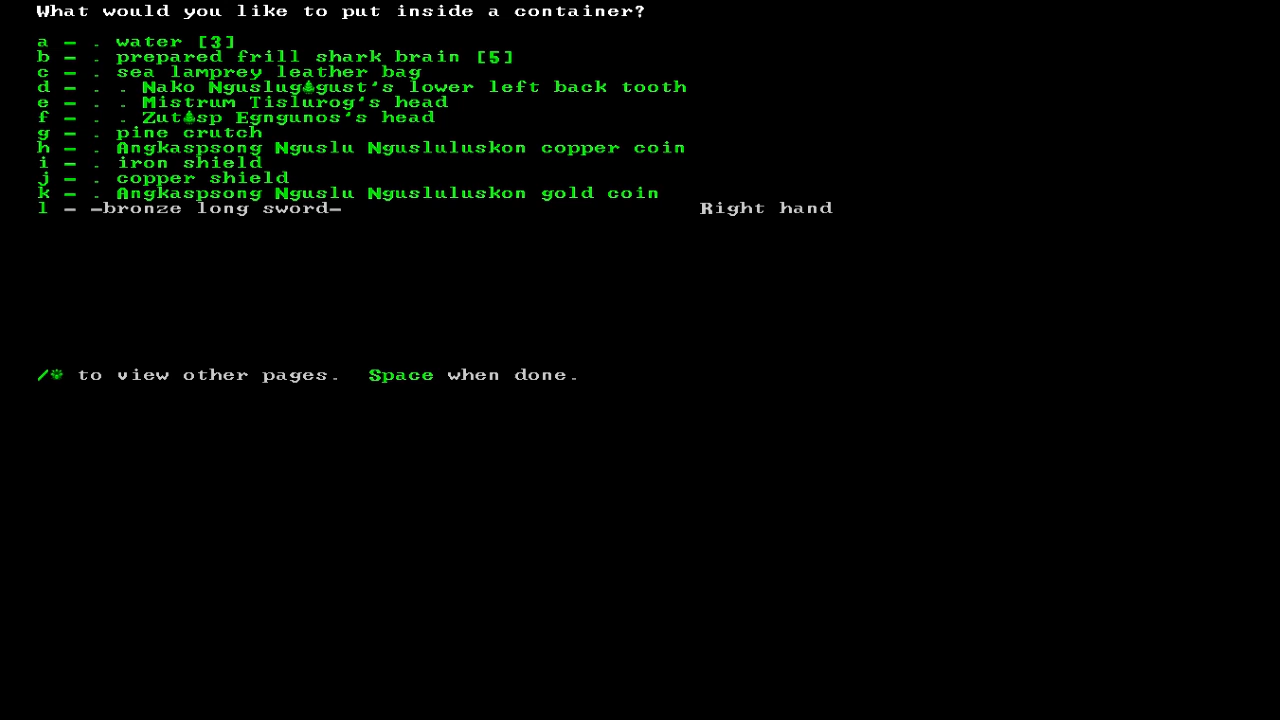 What would you like to put inside a container?
a - . water [3]
b - . prepared frill shark brain [5]
c - . sea lamprey leather bag
d - . . Nako Nguslug♣gust's lower left back tooth
e - . . Mistrum Tislurog's head
f - . . Zut♣sp Egngunos's head
g - . pine crutch
h - . Angkaspsong Nguslu Ngusluluskon copper coin
i - . iron shield
j - . copper shield
k - . Angkaspsong Nguslu Ngusluluskon gold coin
l - -bronze long sword- Right hand
/* to view other pages. Space when done.